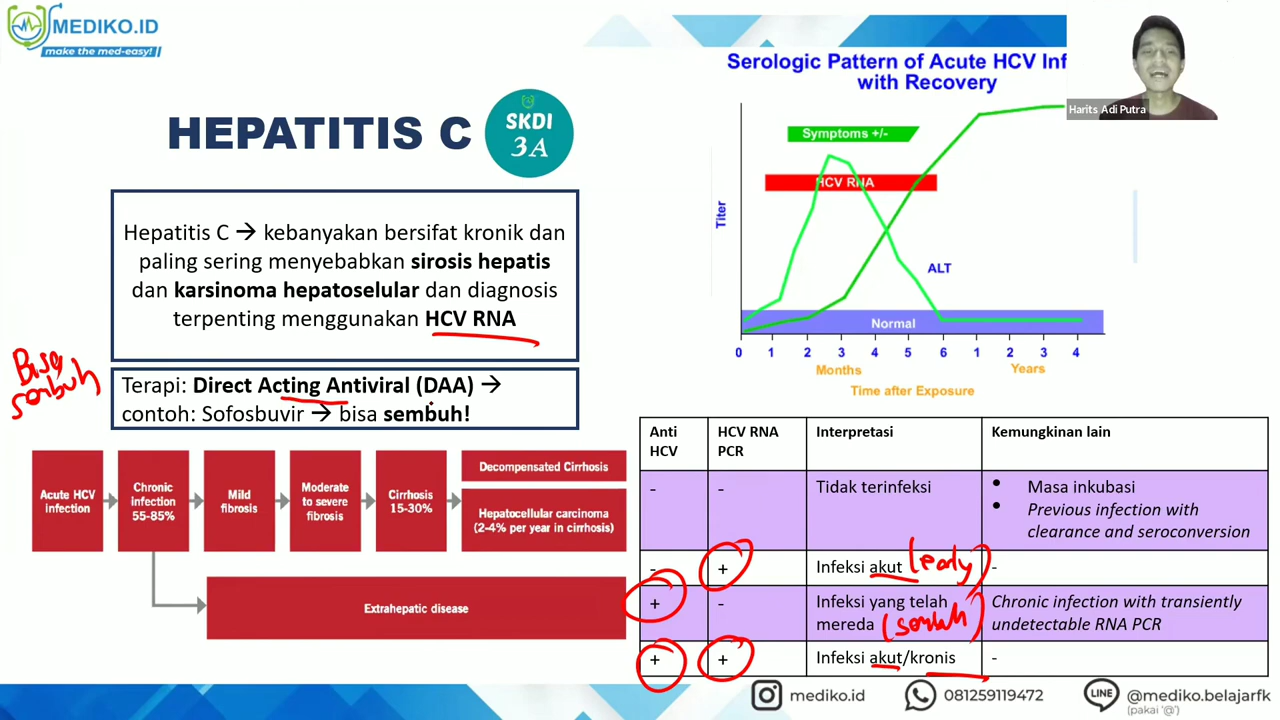 MEDIKO.ID
make the med-easy!
HEPATITIS C
SKDI
3A
Hepatitis C → kebanyakan bersifat kronik dan
paling sering menyebabkan sirosis hepatis
dan karsinoma hepatoselular dan diagnosis
terpenting menggunakan HCV RNA
Bisa
sembuh
Terapi: Direct Acting Antiviral (DAA) →
contoh: Sofosbuvir → bisa sembuh!
Acute HCV
infection
Chronic
infection
55-85%
Mild
fibrosis
Moderate
to severe
fibrosis
Cirrhosis
15-30%
Decompensated Cirrhosis
Hepatocellular carcinoma
(2-4% per year in cirrhosis)
Extrahepatic disease
Serologic Pattern of Acute HCV Inf
with Recovery
Harits Adi Putra
Symptoms +/-
HCV RNA
Titer
ALT
Normal
0 1 2 3 4 5 6 1 2 3 4
Months Years
Time after Exposure
Anti
HCV
HCV RNA
PCR
Interpretasi
Kemungkinan lain
- - Tidak terinfeksi
• Masa inkubasi
• Previous infection with
clearance and seroconversion
- + Infeksi akut (early) -
+ - Infeksi yang telah
mereda (sembuh)
Chronic infection with transiently
undetectable RNA PCR
+ + Infeksi akut/kronis -
mediko.id
081259119472
LINE
@mediko.belajarfk
(pakai '@')